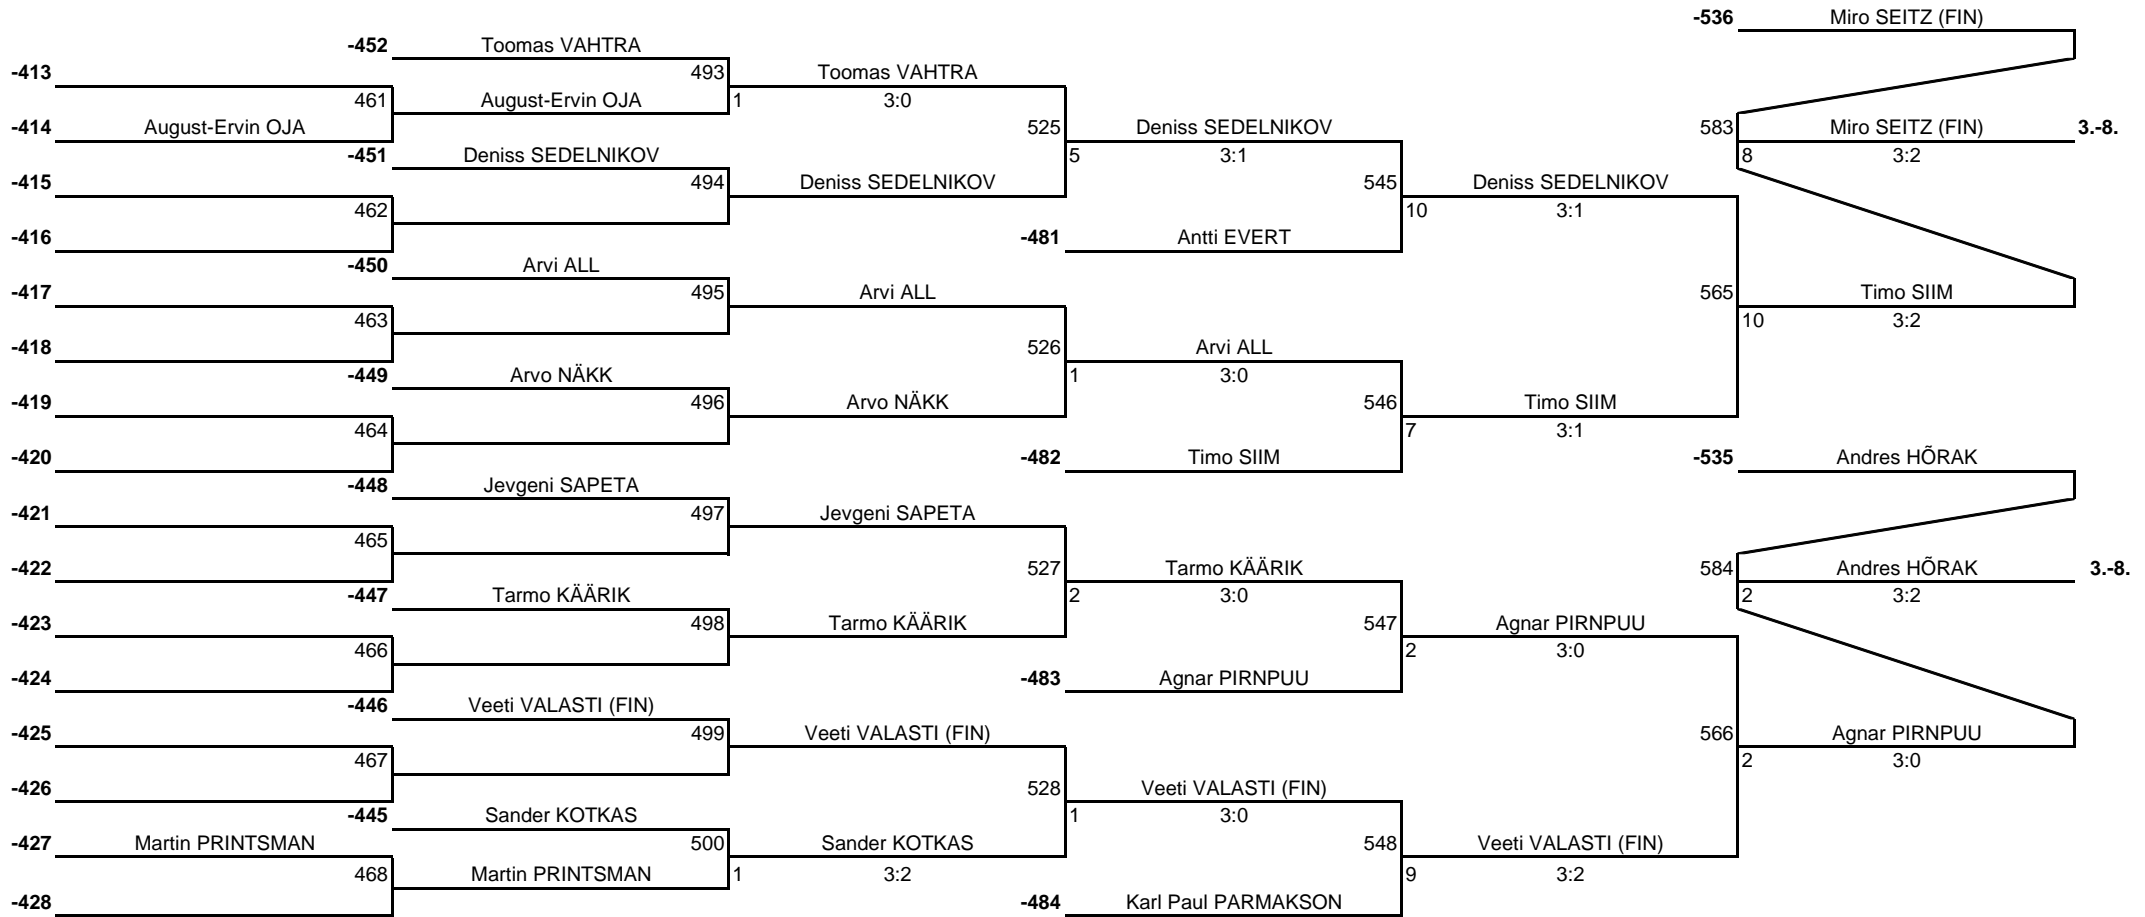 -536 Miro SEITZ (FIN)
-452 Toomas VAHTRA
-413 493 Toomas VAHTRA
461 August-Ervin OJA 1 3:0
-414 August-Ervin OJA 525 Deniss SEDELNIKOV 583 Miro SEITZ (FIN) 3.-8.
-451 Deniss SEDELNIKOV 5 3:1 8 3:2
-415 494 Deniss SEDELNIKOV 545 Deniss SEDELNIKOV
462 10 3:1
-416 -481 Antti EVERT
-450 Arvi ALL
-417 495 Arvi ALL 565 Timo SIIM
463 10 3:2
-418 526 Arvi ALL
-449 Arvo NÄKK 1 3:0
-419 496 Arvo NÄKK 546 Timo SIIM
464 7 3:1
-420 -482 Timo SIIM -535 Andres HÕRAK
-448 Jevgeni SAPETA
-421 497 Jevgeni SAPETA
465
-422 527 Tarmo KÄÄRIK 584 Andres HÕRAK 3.-8.
-447 Tarmo KÄÄRIK 2 3:0 2 3:2
-423 498 Tarmo KÄÄRIK 547 Agnar PIRNPUU
466 2 3:0
-424 -483 Agnar PIRNPUU
-446 Veeti VALASTI (FIN)
-425 499 Veeti VALASTI (FIN) 566 Agnar PIRNPUU
467 2 3:0
-426 528 Veeti VALASTI (FIN)
-445 Sander KOTKAS 1 3:0
-427 Martin PRINTSMAN 500 Sander KOTKAS 548 Veeti VALASTI (FIN)
468 Martin PRINTSMAN 1 3:2 9 3:2
-428 -484 Karl Paul PARMAKSON